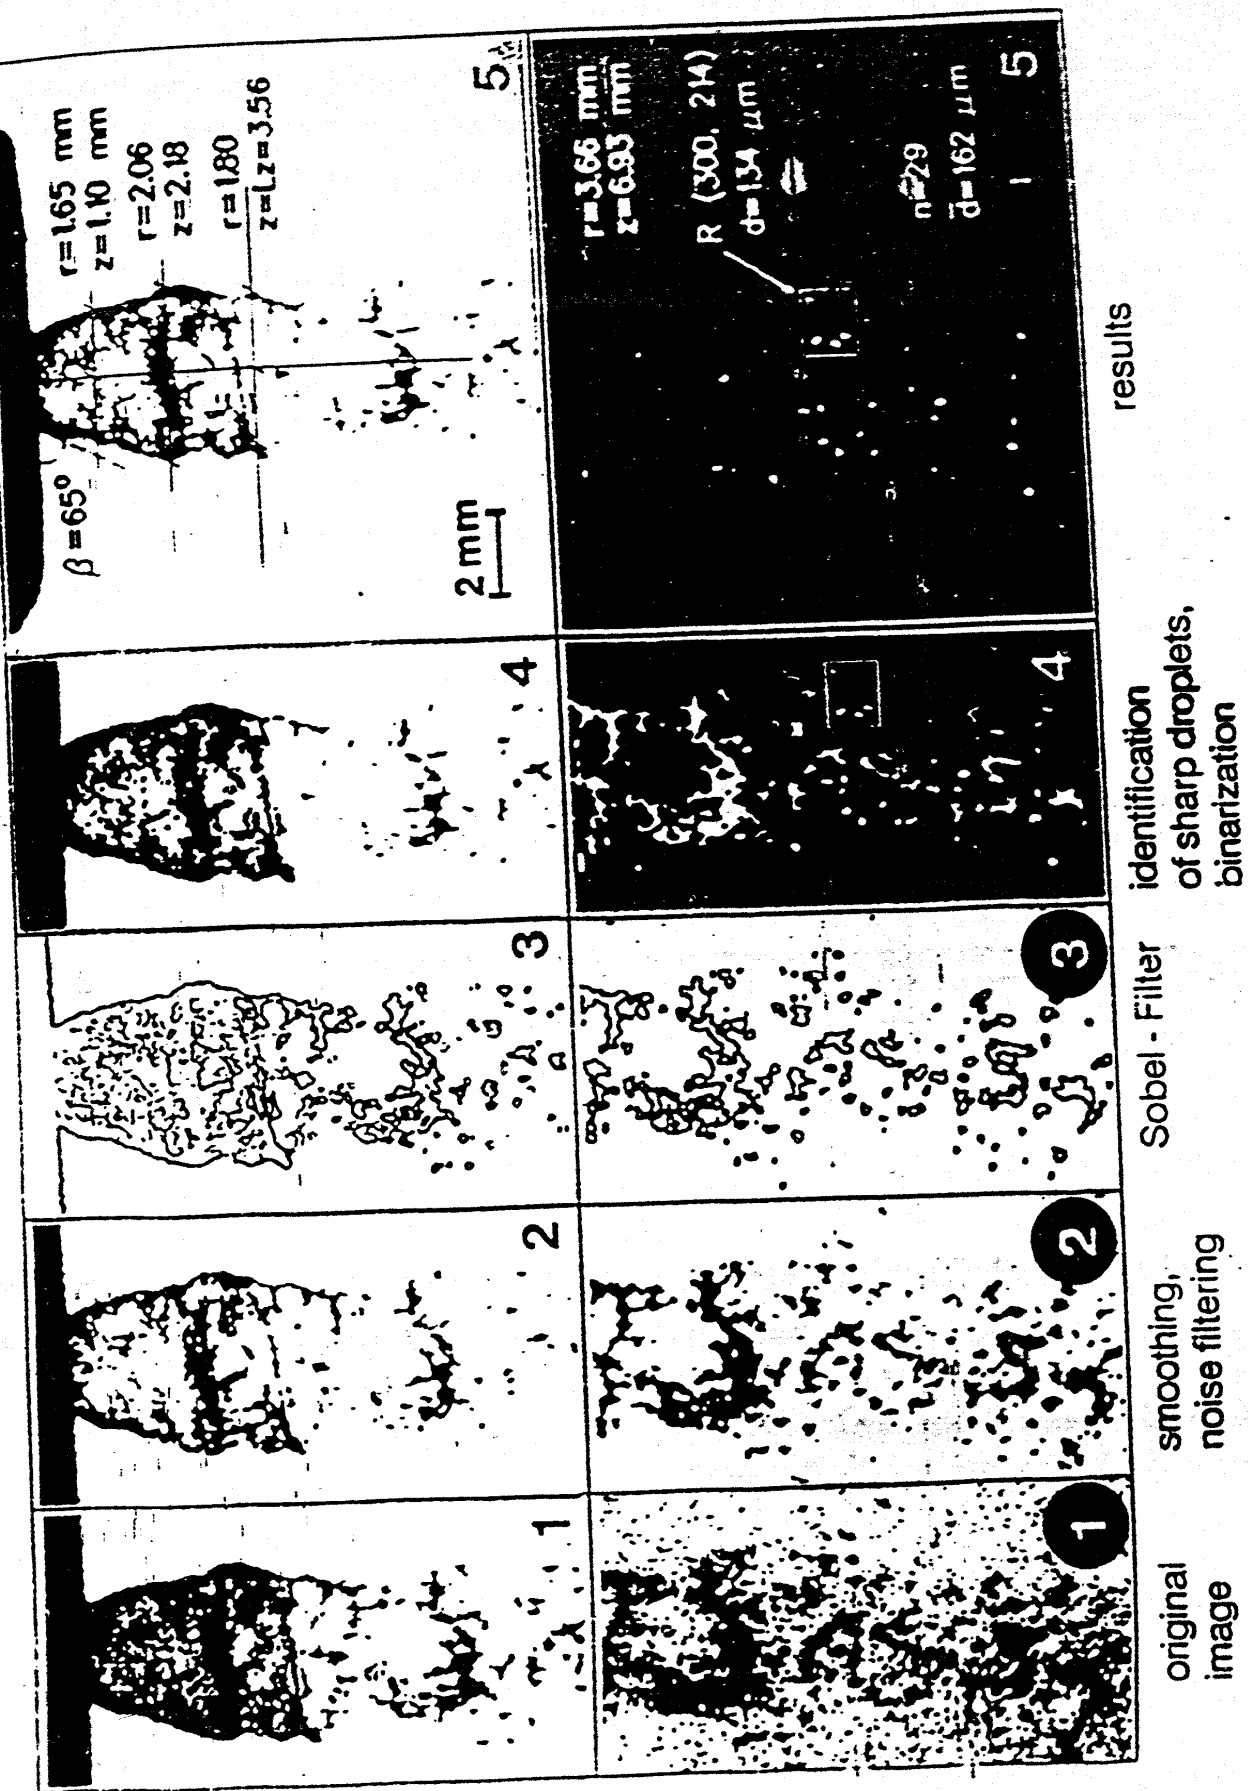 1
2
3
4
β=65°
r=1.65 mm
z=1.10 mm
r=2.06
z=2.18
r=1.80
z=Lz=3.56
2 mm
5
1
2
3
4
r=3.66 mm
z=6.93 mm
R (300, 214)
d=134 μm
n=29
d̅=162 μm
5
original
image
smoothing,
noise filtering
Sobel - Filter
identification
of sharp droplets,
binarization
results